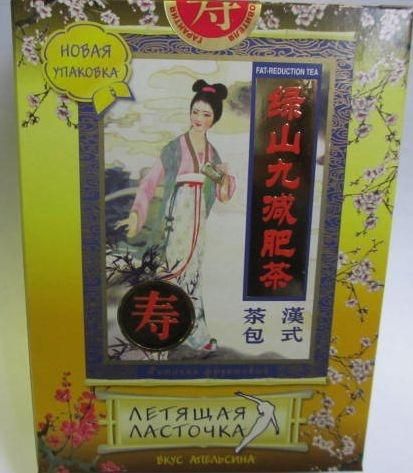 寿
НОВАЯ
УПАКОВКА
FAT-REDUCTION TEA
绿山九减肥茶
漢式
茶包
寿
ЛЕТЯЩАЯ
ЛАСТОЧКА
ВКУС АПЕЛЬСИНА